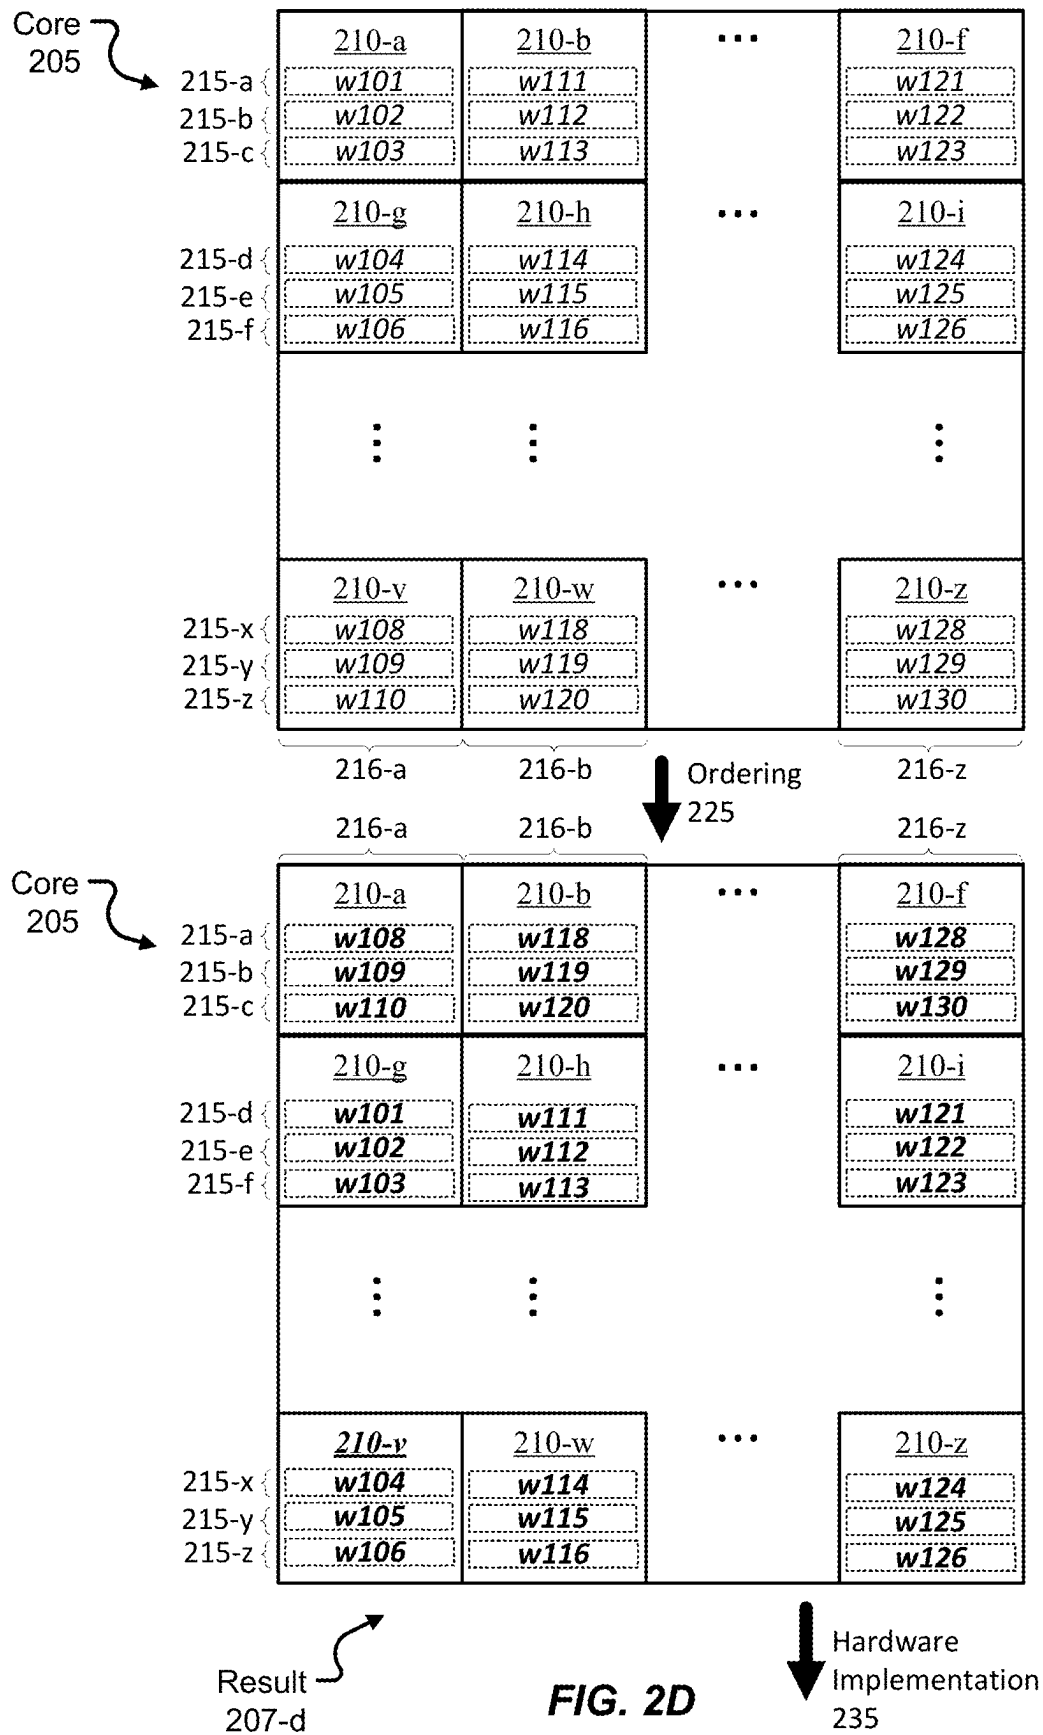 Core
205
210-a 210-b ... 210-f
215-a w101 w111 w121
215-b w102 w112 w122
215-c w103 w113 w123
210-g 210-h ... 210-i
215-d w104 w114 w124
215-e w105 w115 w125
215-f w106 w116 w126
210-v 210-w ... 210-z
215-x w108 w118 w128
215-y w109 w119 w129
215-z w110 w120 w130
216-a 216-b 216-z
Ordering
225
216-a 216-b 216-z
Core
205
210-a 210-b ... 210-f
215-a w108 w118 w128
215-b w109 w119 w129
215-c w110 w120 w130
210-g 210-h ... 210-i
215-d w101 w111 w121
215-e w102 w112 w122
215-f w103 w113 w123
210-v 210-w ... 210-z
215-x w104 w114 w124
215-y w105 w115 w125
215-z w106 w116 w126
Result
207-d
FIG. 2D
Hardware
Implementation
235